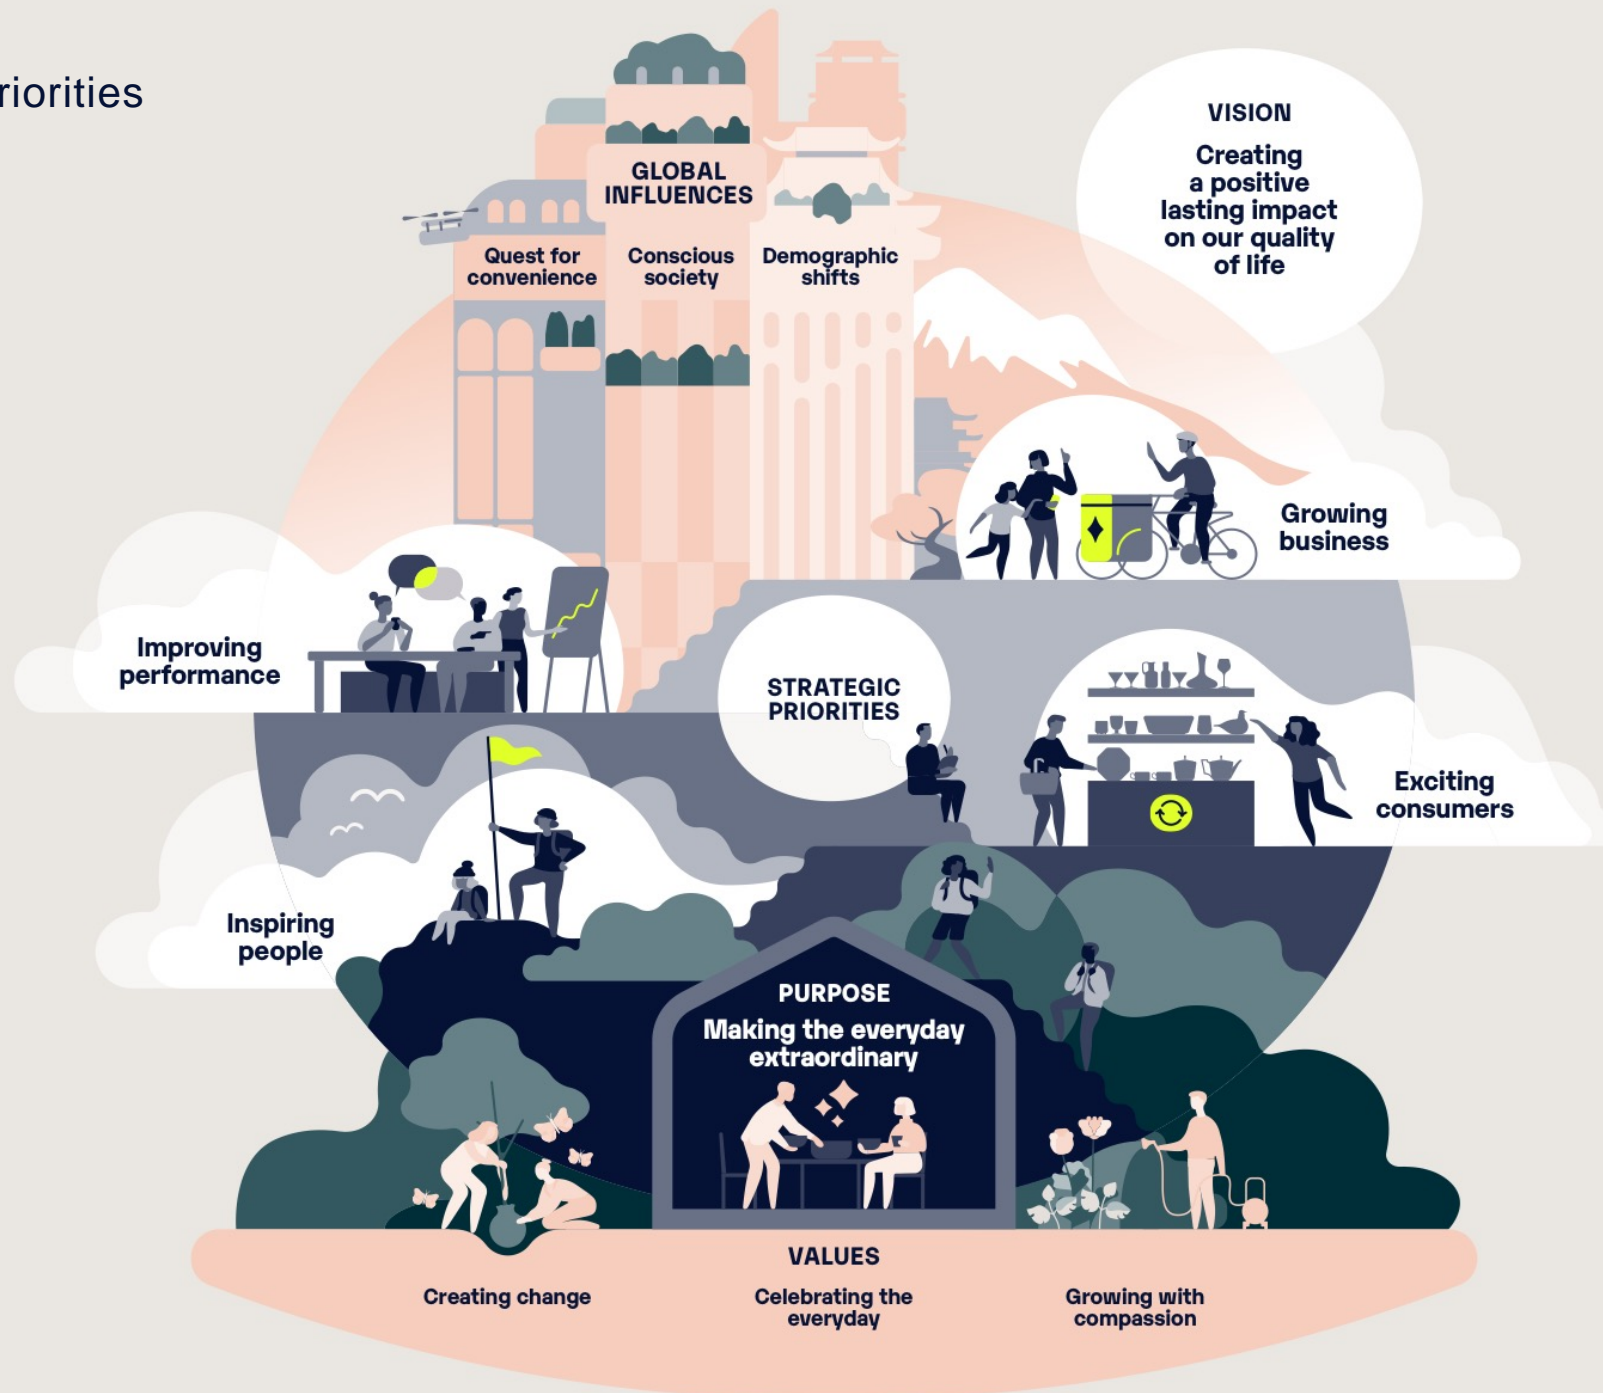 riorities
VISION
Creating
a positive
lasting impact
on our quality
of life
GLOBAL
INFLUENCES
Quest for
convenience
Conscious
society
Demographic
shifts
Growing
business
Improving
performance
STRATEGIC
PRIORITIES
Exciting
consumers
Inspiring
people
PURPOSE
Making the everyday
extraordinary
VALUES
Creating change
Celebrating the
everyday
Growing with
compassion